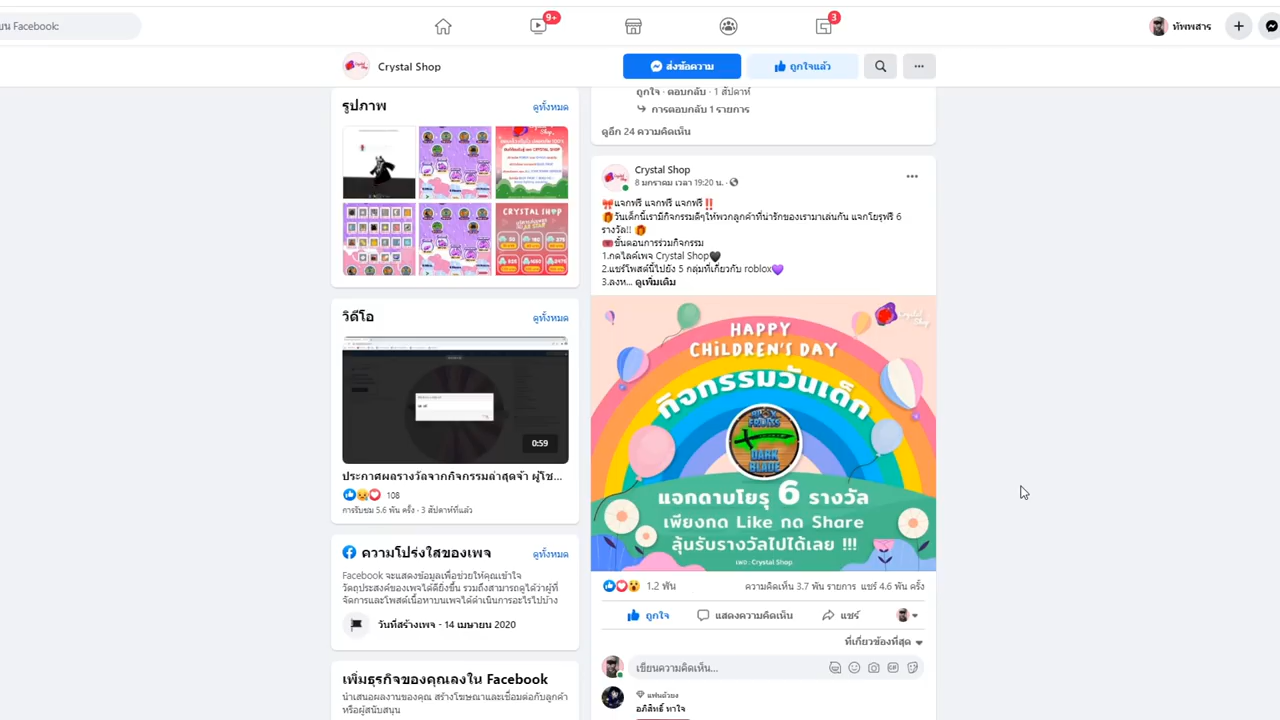 บน Facebook:
9+
3
ทัพพสาร
Crystal Shop
ส่งข้อความ
ถูกใจแล้ว
รูปภาพ
ดูทั้งหมด
CRYSTAL SHOP
วิดีโอ
ดูทั้งหมด
0:59
ประกาศผลรางวัลจากกิจกรรมล่าสุดจ้า ผู้โช...
108
การรับชม 5.6 พัน ครั้ง · 3 สัปดาห์ที่แล้ว
ความโปร่งใสของเพจ
ดูทั้งหมด
Facebook จะแสดงข้อมูลเพื่อช่วยให้คุณเข้าใจ
วัตถุประสงค์ของเพจได้ดียิ่งขึ้น รวมถึงสามารถดูได้ว่าผู้ที่
จัดการและโพสต์เนื้อหาบนเพจได้ดำเนินการอะไรไปบ้าง
วันที่สร้างเพจ - 14 เมษายน 2020
เพิ่มธุรกิจของคุณลงใน Facebook
นำเสนอผลงานของคุณ สร้างโฆษณาและเชื่อมต่อกับลูกค้า
หรือผู้สนับสนุน
ถูกใจ · ตอบกลับ · 1 สัปดาห์
การตอบกลับ 1 รายการ
ดูอีก 24 ความคิดเห็น
Crystal Shop
8 มกราคม เวลา 19:20 น. ·
🎀แจกฟรี แจกฟรี แจกฟรี‼️
🎁วันเด็กนี้เรามีกิจกรรมดีๆให้พวกลูกค้าที่น่ารักของเรามาเล่นกัน แจกโยรุฟรี 6
รางวัล!! 🎁
🎟️ขั้นตอนการร่วมกิจกรรม
1.กดไลค์เพจ Crystal Shop🖤
2.แชร์โพสต์นี้ไปยัง 5 กลุ่มที่เกี่ยวกับ roblox💜
3.ลงท... ดูเพิ่มเติม
Crystal Shop
HAPPY
CHILDREN'S DAY
กิจกรรมวันเด็ก
BLOX
FRUITS
DARK
BLADE
แจกดาบโยรุ 6 รางวัล
เพียงกด Like กด Share
ลุ้นรับรางวัลไปได้เลย !!!
เพจ : Crystal Shop
1.2 พัน
ความคิดเห็น 3.7 พัน รายการ แชร์ 4.6 พัน ครั้ง
ถูกใจ
แสดงความคิดเห็น
แชร์
ที่เกี่ยวข้องที่สุด
เขียนความคิดเห็น...
แฟนตัวยง
อภิสิทธิ์ ทาใจ